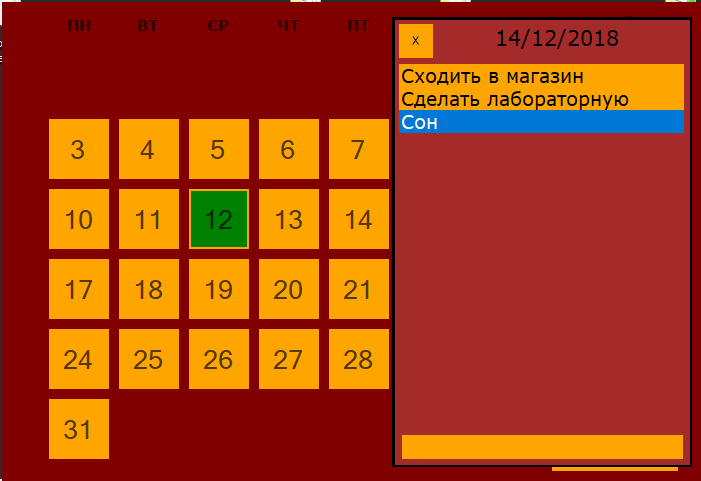 ПН ВТ СР ЧТ ПТ
x 14/12/2018
Сходить в магазин
Сделать лабораторную
Сон
3 4 5 6 7
10 11 12 13 14
17 18 19 20 21
24 25 26 27 28
31